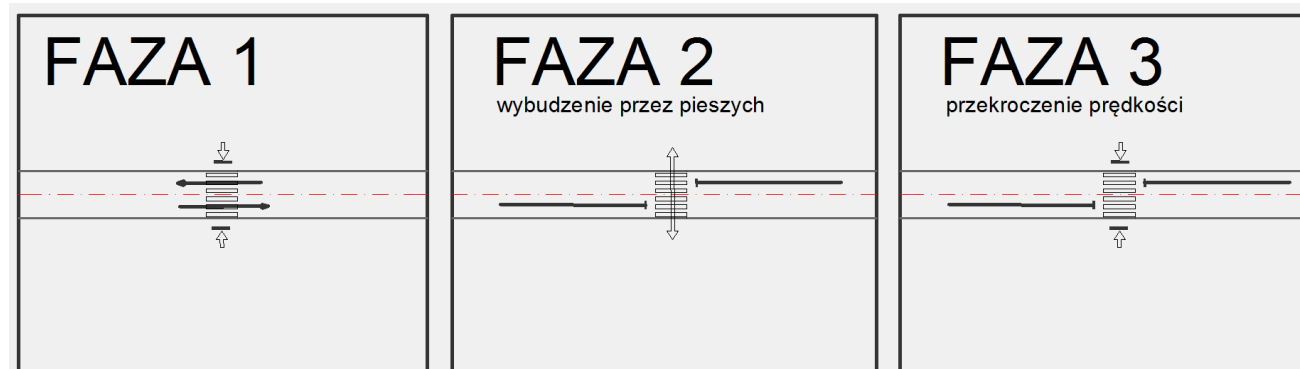 FAZA 1
FAZA 2
wybudzenie przez pieszych
FAZA 3
przekroczenie prędkości